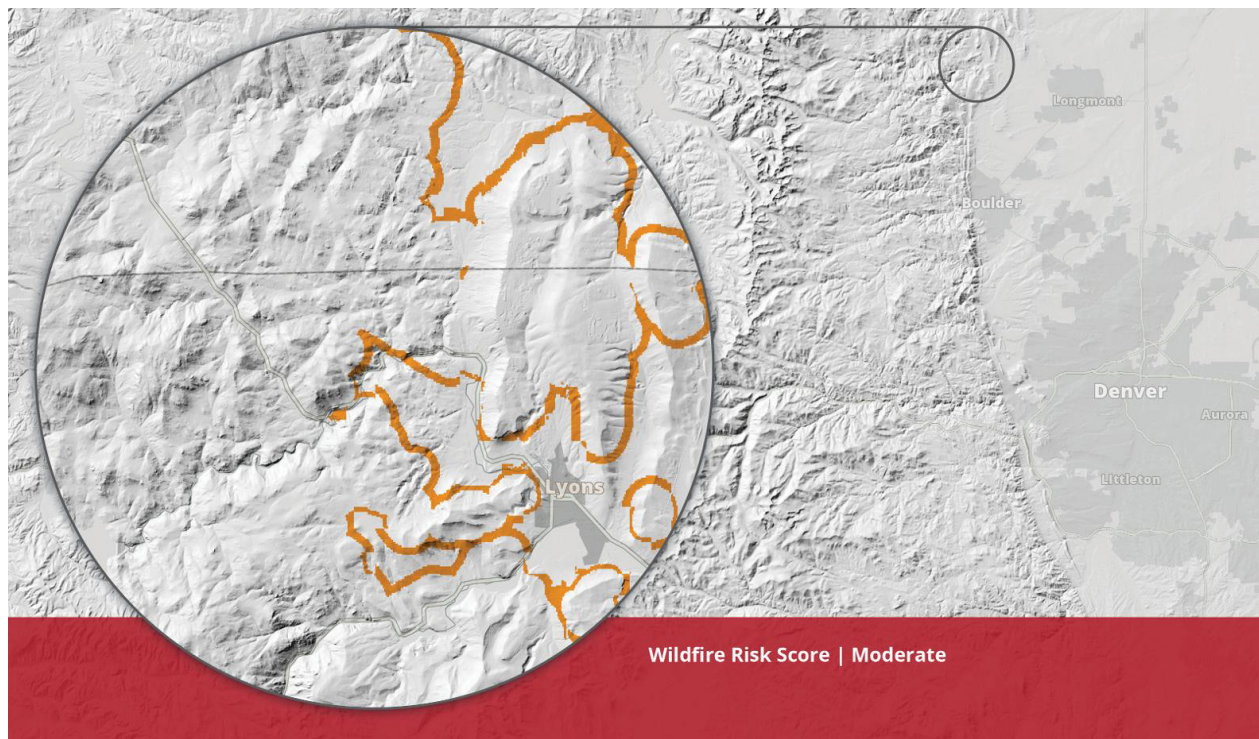 Longmont
Boulder
Denver
Aurora
Littleton
Lyons
Wildfire Risk Score | Moderate